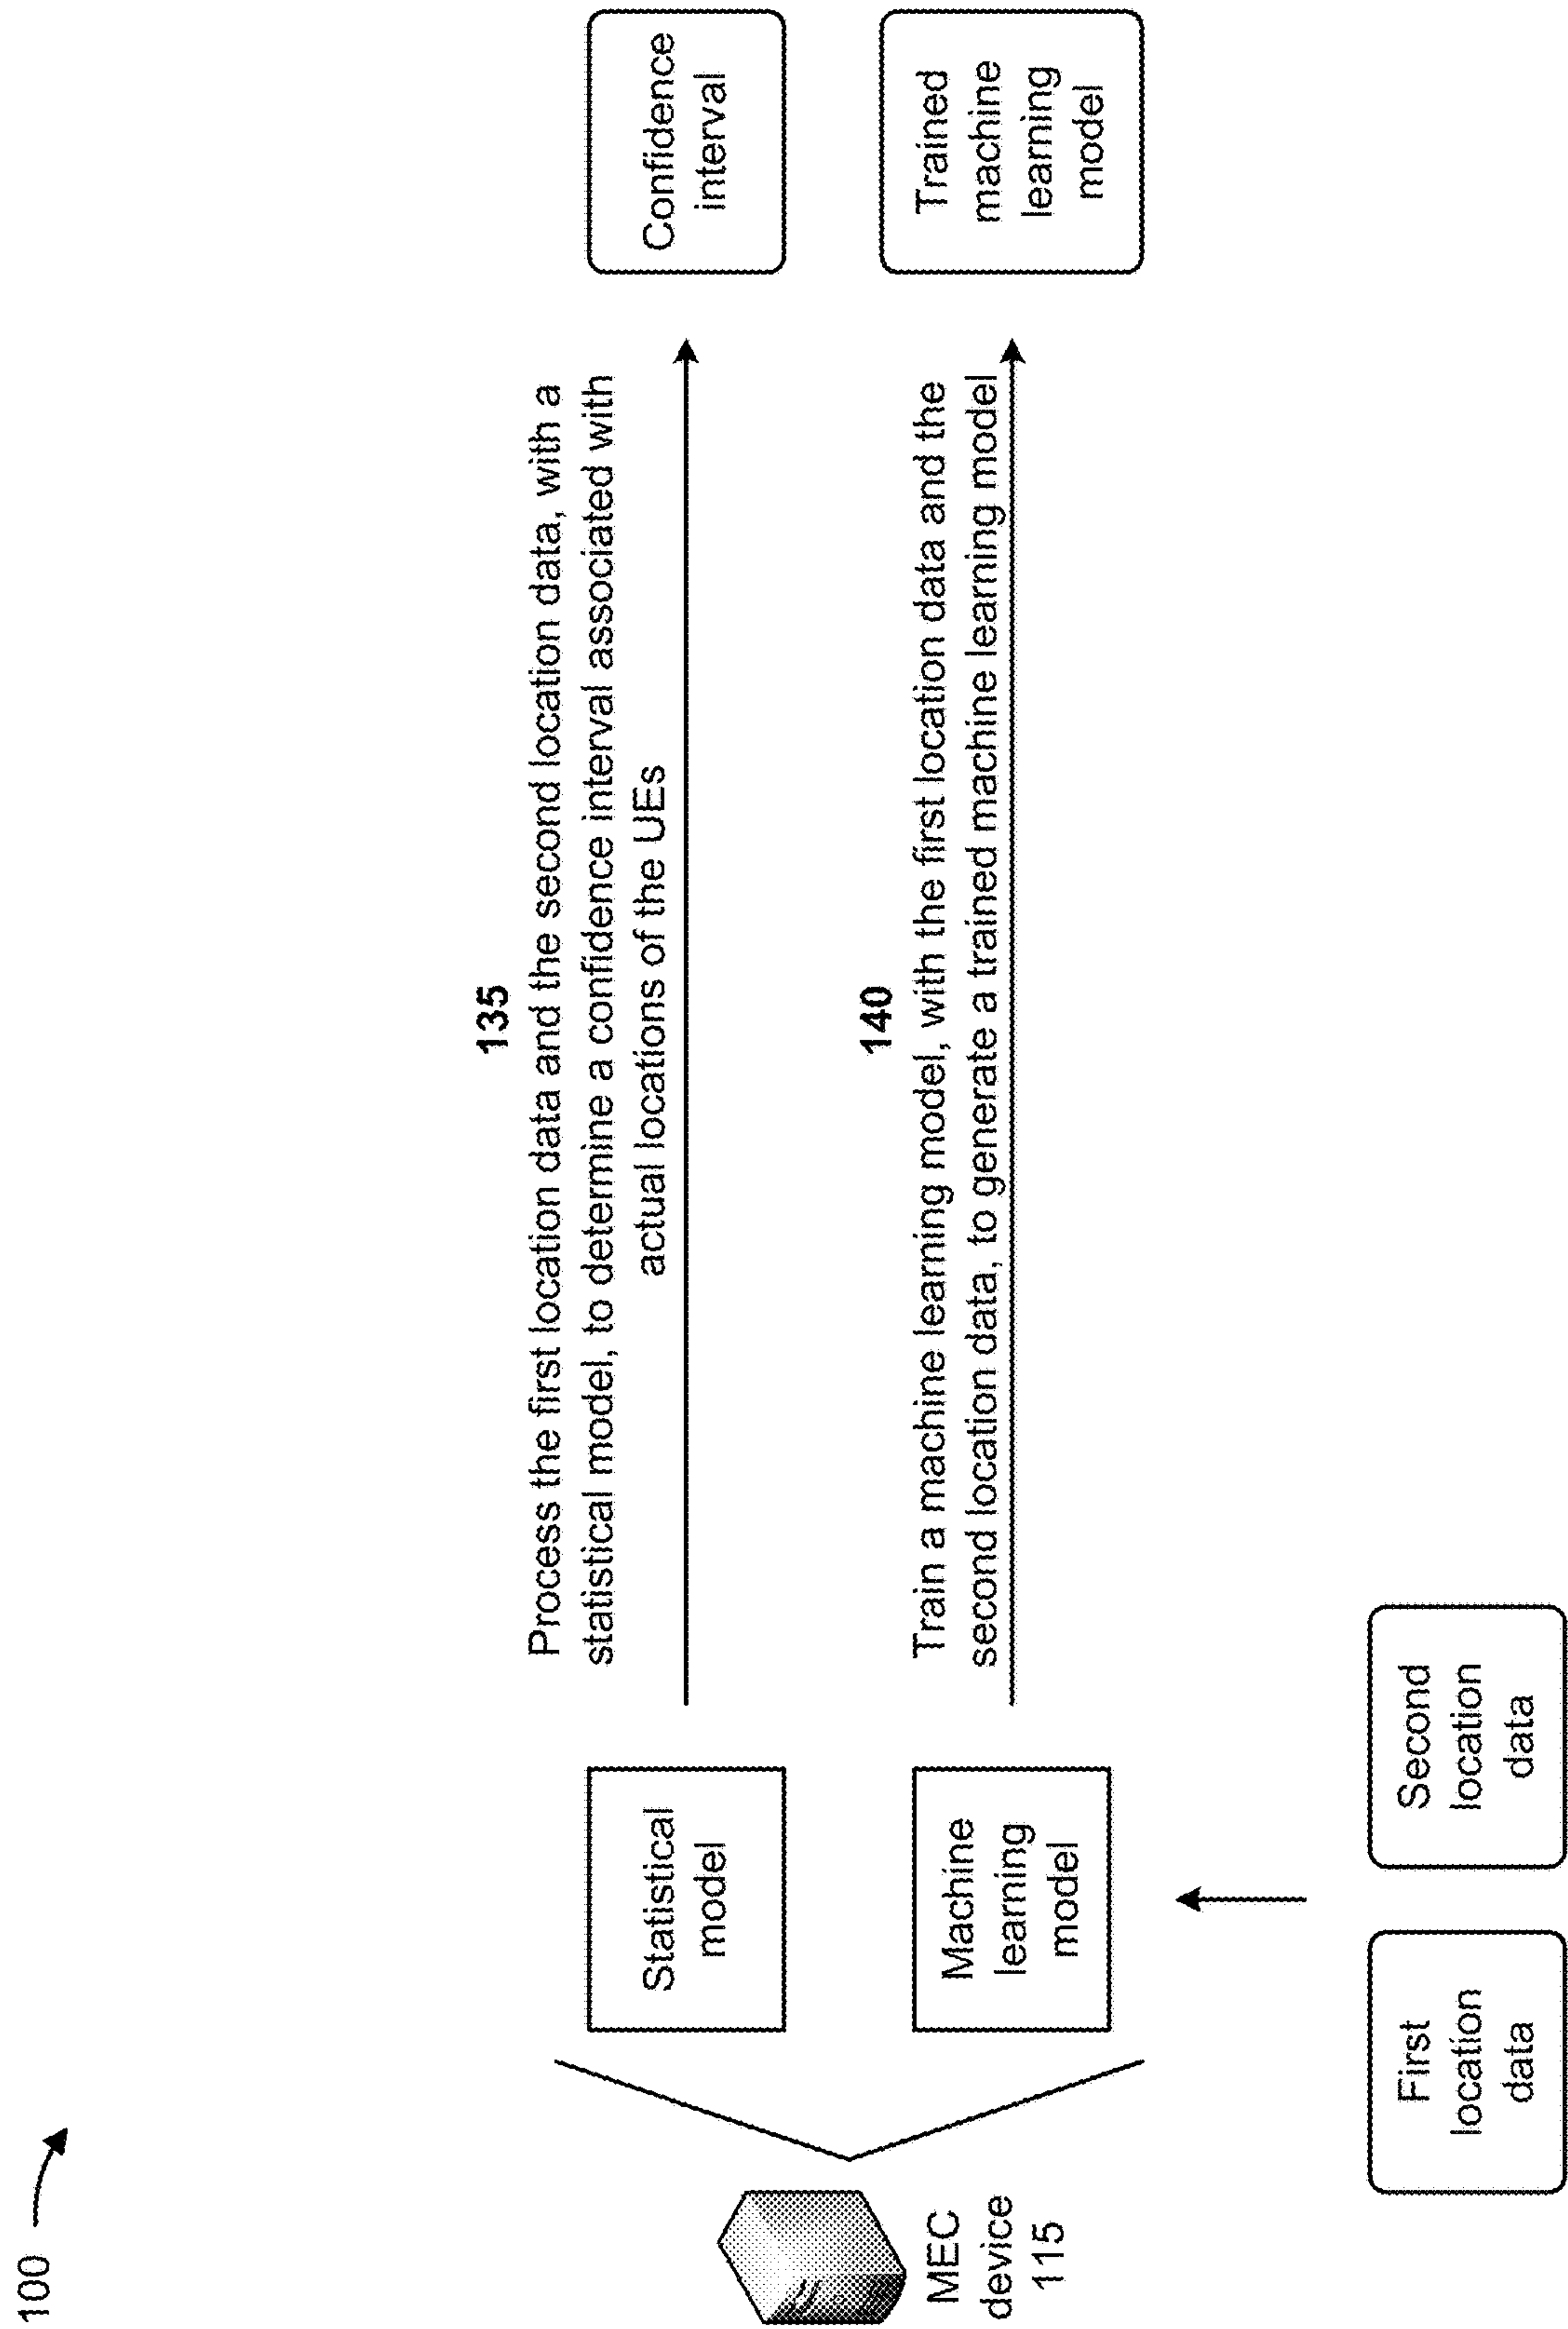 100
135
Process the first location data and the second location data, with a
statistical model, to determine a confidence interval associated with
actual locations of the UEs
Statistical
model
Confidence
interval
140
Train a machine learning model, with the first location data and the
second location data, to generate a trained machine learning model
Machine
learning
model
Trained
machine
learning
model
MEC
device
115
First
location
data
Second
location
data